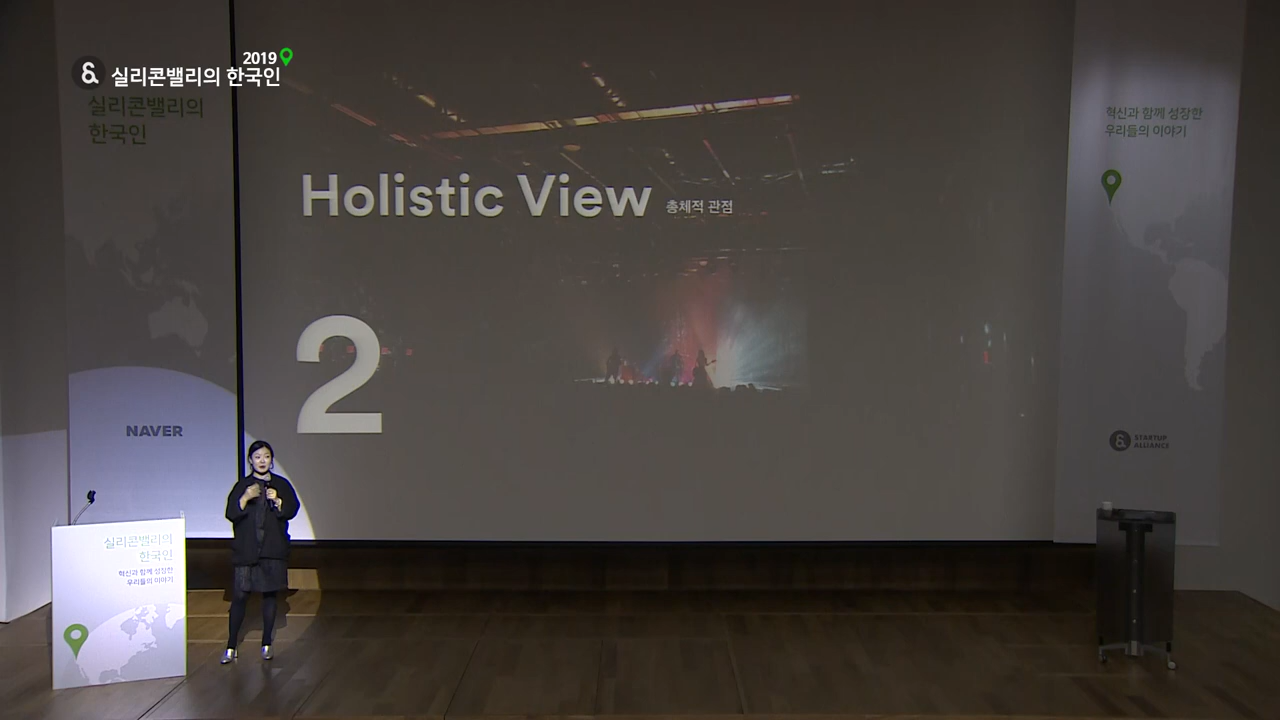 2019
& 실리콘밸리의 한국인
실리콘밸리의
한국인
NAVER
Holistic View 총체적 관점
2
혁신과 함께 성장한
우리들의 이야기
& STARTUP
ALLIANCE
실리콘밸리의
한국인
혁신과 함께 성장한
우리들의 이야기